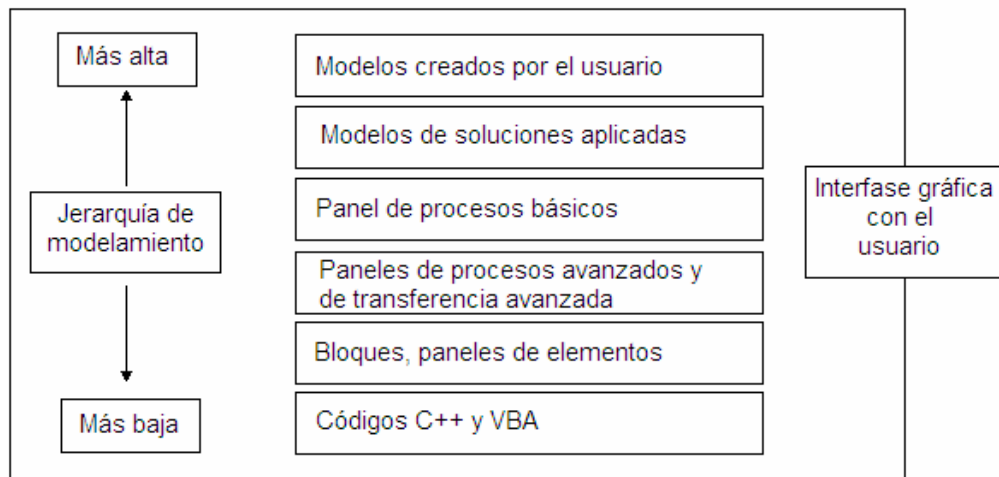 Más alta
Jerarquía de
modelamiento
Más baja
Modelos creados por el usuario
Modelos de soluciones aplicadas
Panel de procesos básicos
Paneles de procesos avanzados y
de transferencia avanzada
Bloques, paneles de elementos
Códigos C++ y VBA
Interfase gráfica
con el
usuario